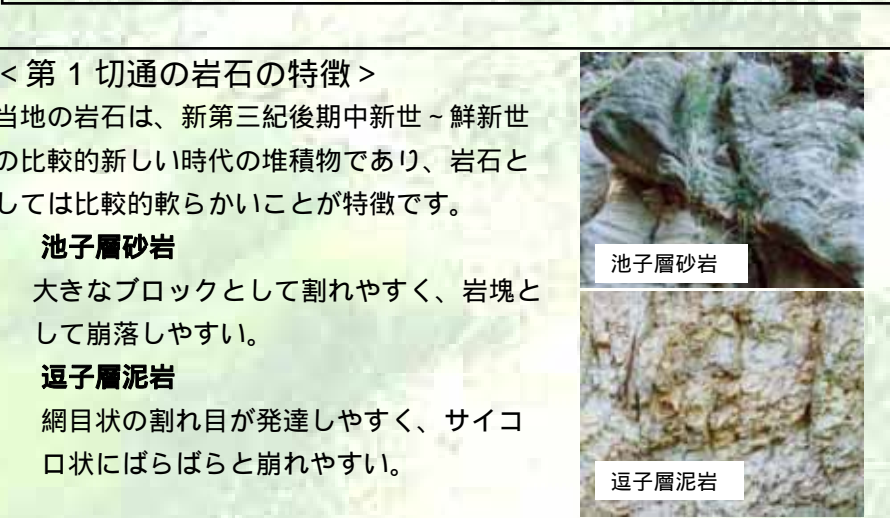 <第1切通の岩石の特徴>
当地の岩石は、新第三紀後期中新世~鮮新世
の比較的新しい時代の堆積物であり、岩石と
しては比較的軟らかいことが特徴です。
池子層砂岩
大きなブロックとして割れやすく、岩塊と
して崩落しやすい。
逗子層泥岩
網目状の割れ目が発達しやすく、サイコ
ロ状にばらばらと崩れやすい。
池子層砂岩
逗子層泥岩